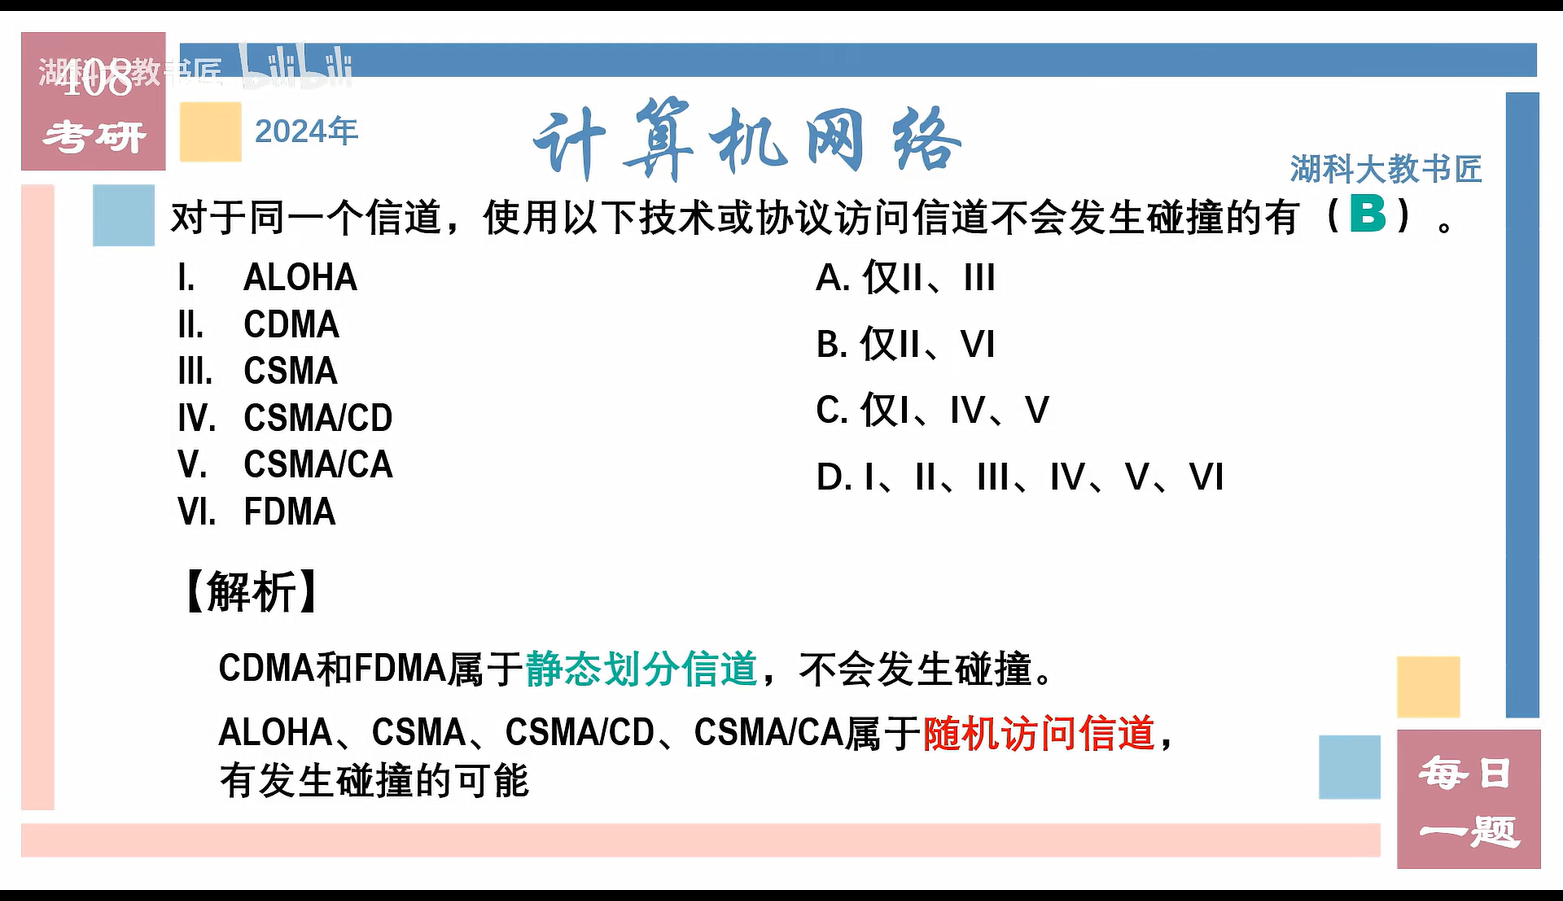 湖科大教书匠 bilibili
408
考研
2024年
计算机网络
湖科大教书匠
对于同一个信道，使用以下技术或协议访问信道不会发生碰撞的有（B）。
I. ALOHA
II. CDMA
III. CSMA
IV. CSMA/CD
V. CSMA/CA
VI. FDMA
A. 仅II、III
B. 仅II、VI
C. 仅I、IV、V
D. I、II、III、IV、V、VI
【解析】
CDMA和FDMA属于静态划分信道，不会发生碰撞。
ALOHA、CSMA、CSMA/CD、CSMA/CA属于随机访问信道，
有发生碰撞的可能
每日
一题